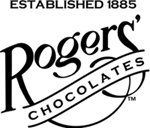 ESTABLISHED 1885
Rogers'
CHOCOLATES
™